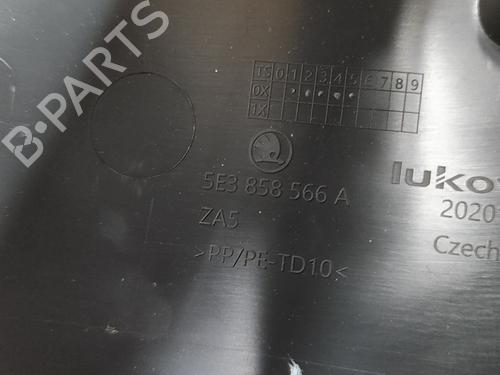 B-PARTS
TS 0 1 2 3 4 5 6 7 8 9
0X
1X
5E3 858 566 A
ZA5
>PP/PE-TD10<
2020
Czech